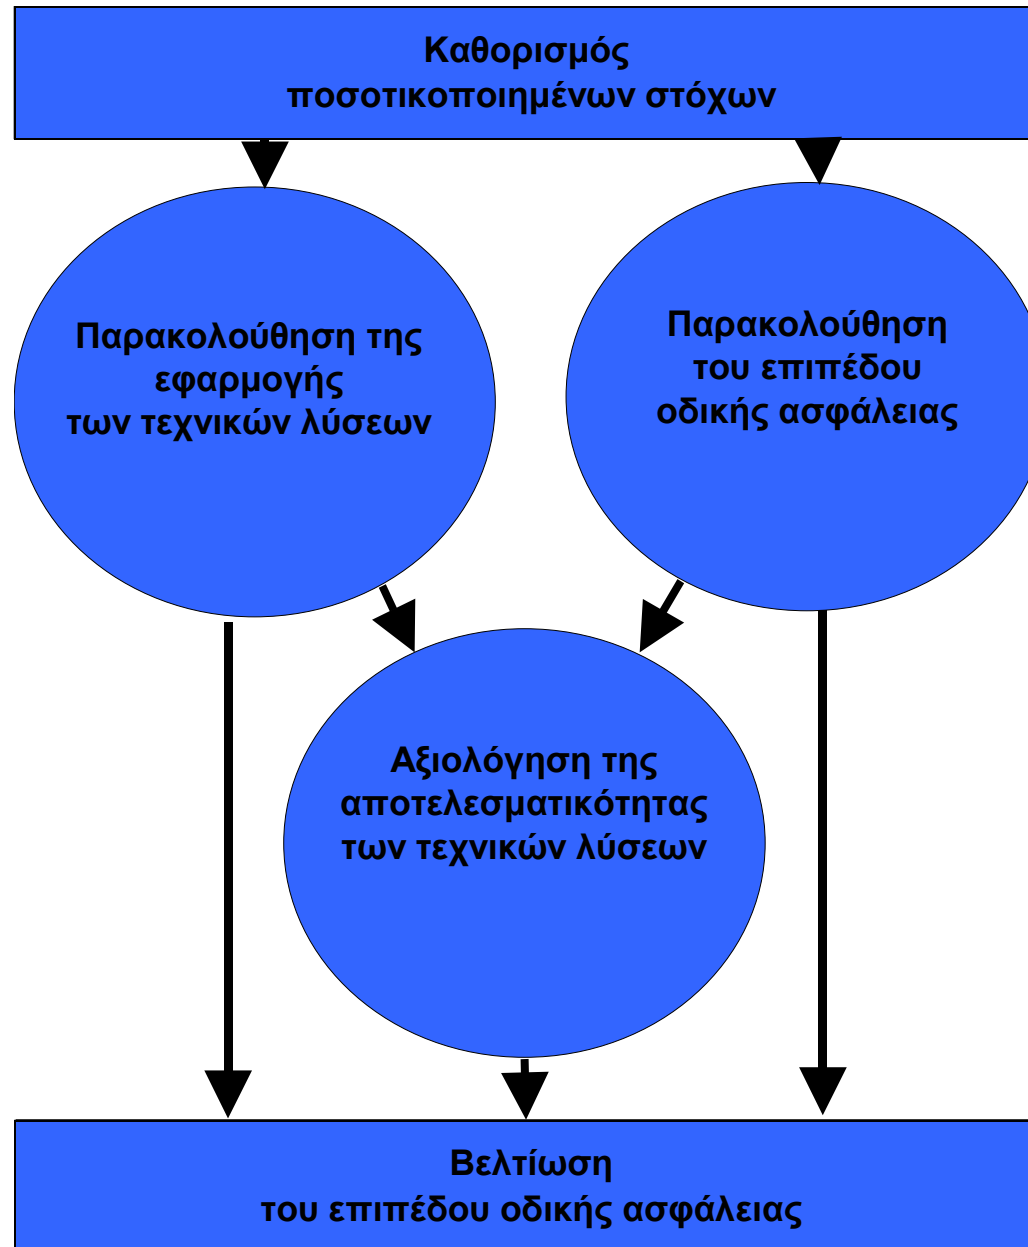 Καθορισμός
ποσοτικοποιημένων στόχων
Παρακολούθηση της
εφαρμογής
των τεχνικών λύσεων
Παρακολούθηση
του επιπέδου
οδικής ασφάλειας
Αξιολόγηση της
αποτελεσματικότητας
των τεχνικών λύσεων
Βελτίωση
του επιπέδου οδικής ασφάλειας